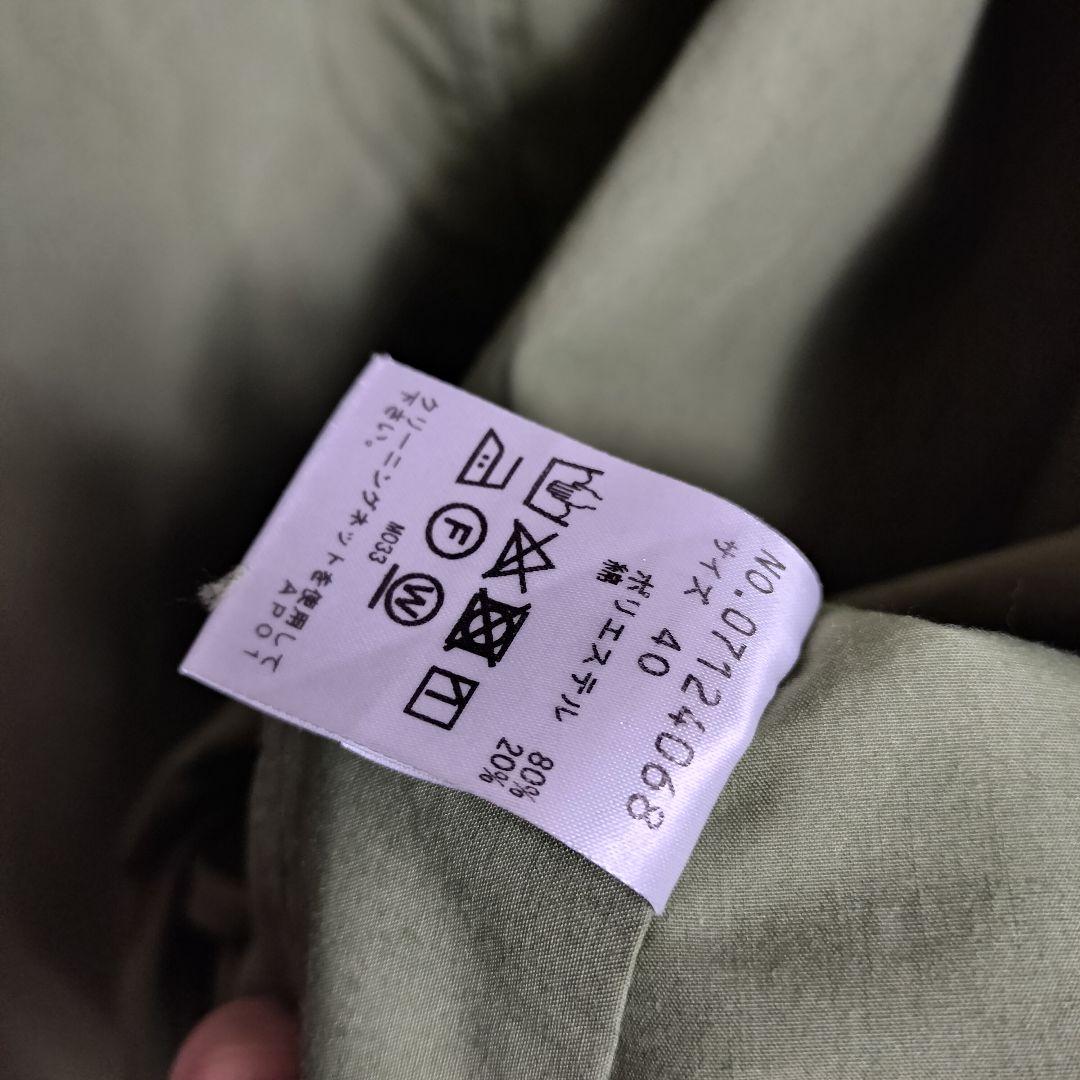 NO.071240068
サイズ 40
ポリエステル 80%
綿 20%
F
W
M033
クリーニングネットを使用して
下さい。 AP01